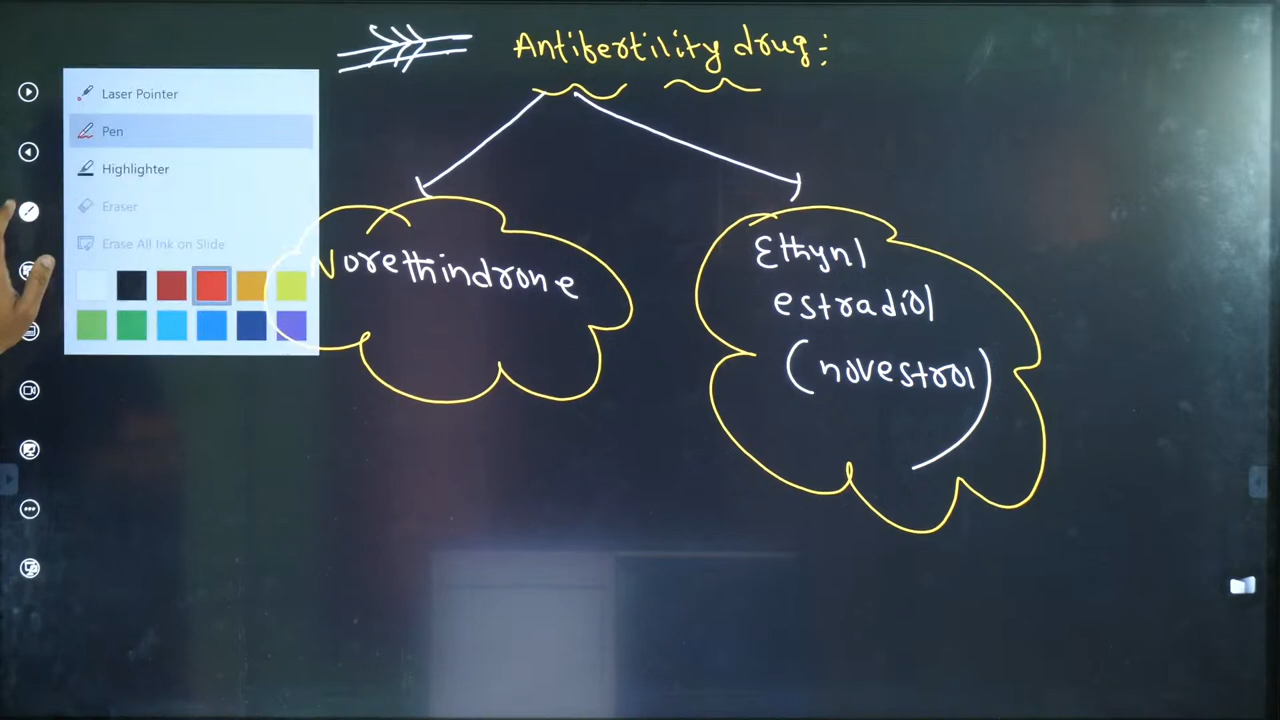 Antifertility drug:
Laser Pointer
Pen
Highlighter
Eraser
Erase All Ink on Slide
Norethindrone
Ethynl
estradiol
(novestrol)